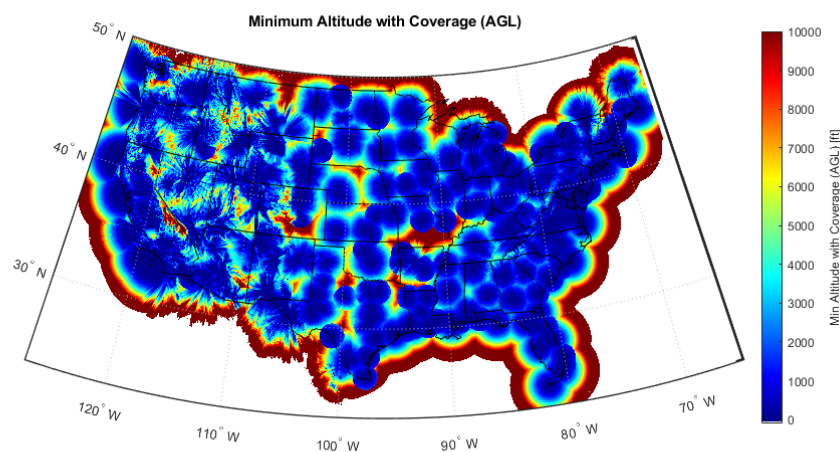 Minimum Altitude with Coverage (AGL)
50° N
40° N
30° N
120° W
110° W
100° W
90° W
80° W
70° W
10000
9000
8000
7000
6000
5000
4000
3000
2000
1000
0
Min Altitude with Coverage (AGL) [ft]